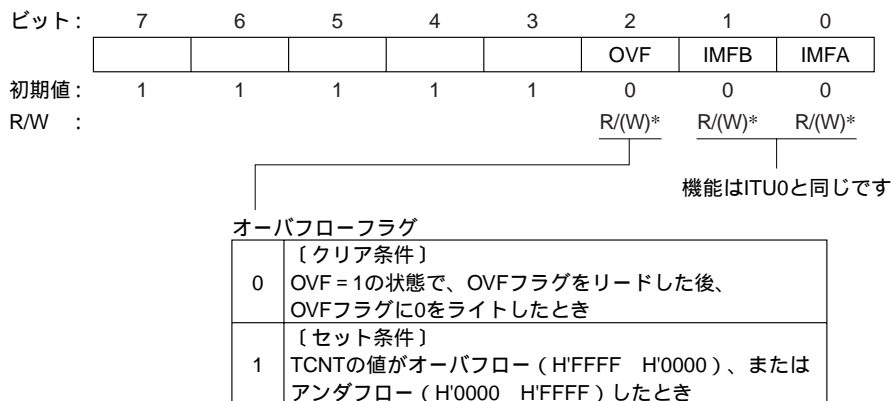 ビット: 7 6 5 4 3 2 1 0
OVF IMFB IMFA
初期値: 1 1 1 1 1 0 0 0
R/W : R/(W)* R/(W)* R/(W)*
機能はITU0と同じです
オーバフローフラグ
〔クリア条件〕
0 OVF = 1の状態で、OVFフラグをリードした後、
OVFフラグに0をライトしたとき
〔セット条件〕
1 TCNTの値がオーバフロー(H'FFFF H'0000)、または
アンダフロー(H'0000 H'FFFF)したとき